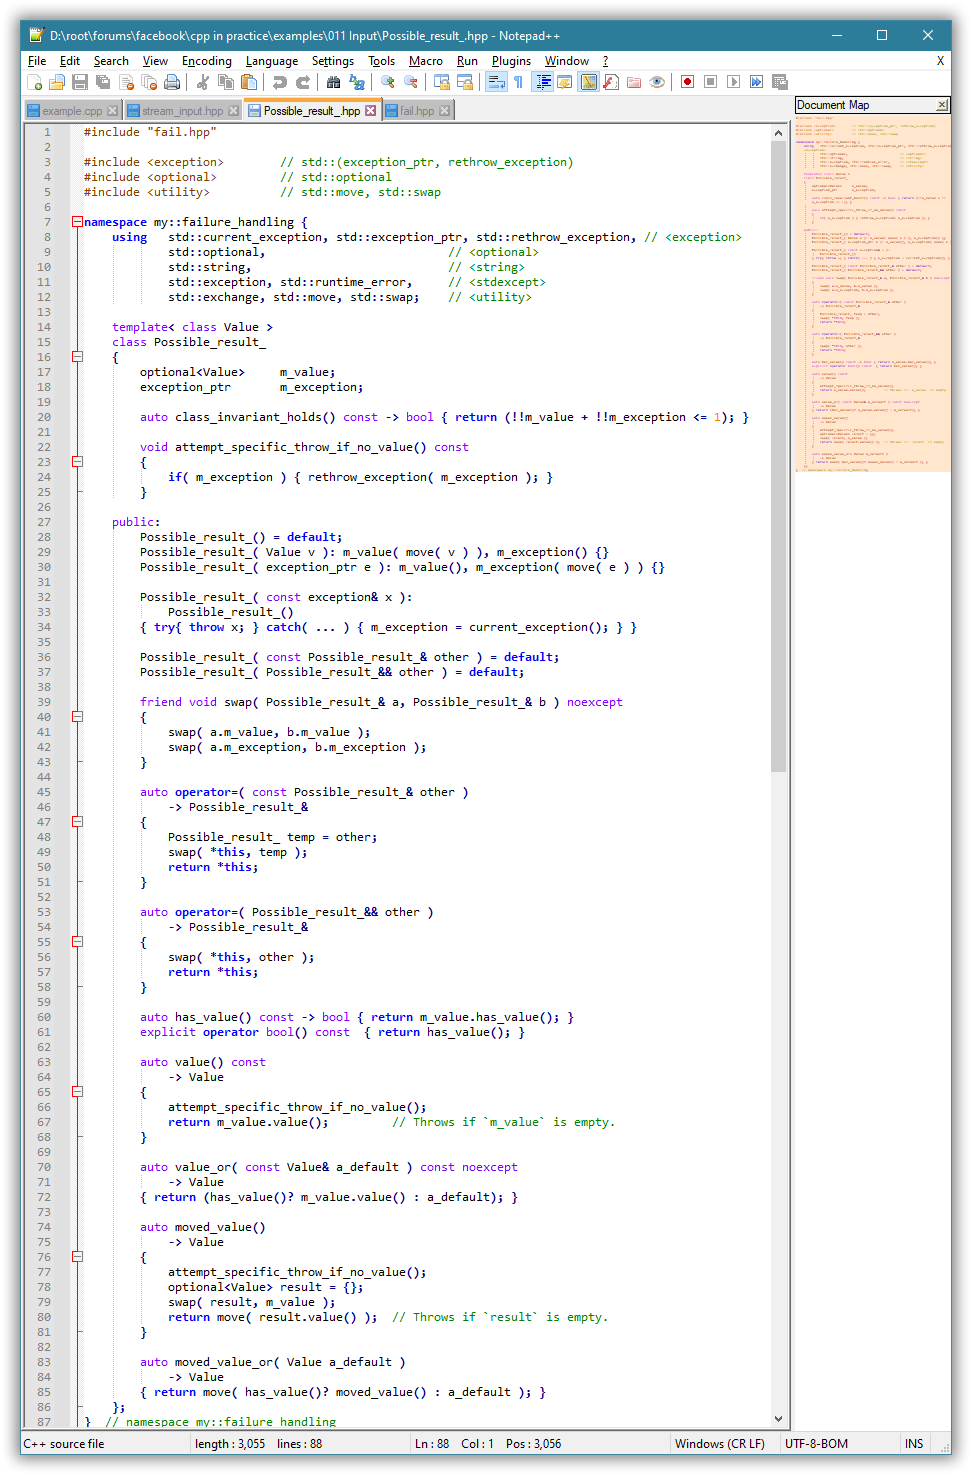 D:\root\forums\facebook\cpp in practice\examples\011 Input\Possible_result_.hpp - Notepad++
File Edit Search View Encoding Language Settings Tools Macro Run Plugins Window ? X
example.cpp stream_input.hpp Possible_result_.hpp fail.hpp
Document Map
1 #include "fail.hpp"
2
3 #include <exception>        // std::(exception_ptr, rethrow_exception)
4 #include <optional>         // std::optional
5 #include <utility>          // std::move, std::swap
6
7 namespace my::failure_handling {
8     using   std::current_exception, std::exception_ptr, std::rethrow_exception, // <exception>
9             std::optional,                          // <optional>
10             std::string,                            // <string>
11             std::exception, std::runtime_error,     // <stdexcept>
12             std::exchange, std::move, std::swap;    // <utility>
13
14     template< class Value >
15     class Possible_result_
16     {
17         optional<Value>     m_value;
18         exception_ptr       m_exception;
19
20         auto class_invariant_holds() const -> bool { return (!!m_value + !!m_exception <= 1); }
21
22         void attempt_specific_throw_if_no_value() const
23         {
24             if( m_exception ) { rethrow_exception( m_exception ); }
25         }
26
27     public:
28         Possible_result_() = default;
29         Possible_result_( Value v ): m_value( move( v ) ), m_exception() {}
30         Possible_result_( exception_ptr e ): m_value(), m_exception( move( e ) ) {}
31
32         Possible_result_( const exception& x ):
33             Possible_result_()
34         { try{ throw x; } catch( ... ) { m_exception = current_exception(); } }
35
36         Possible_result_( const Possible_result_& other ) = default;
37         Possible_result_( Possible_result_&& other ) = default;
38
39         friend void swap( Possible_result_& a, Possible_result_& b ) noexcept
40         {
41             swap( a.m_value, b.m_value );
42             swap( a.m_exception, b.m_exception );
43         }
44
45         auto operator=( const Possible_result_& other )
46             -> Possible_result_&
47         {
48             Possible_result_ temp = other;
49             swap( *this, temp );
50             return *this;
51         }
52
53         auto operator=( Possible_result_&& other )
54             -> Possible_result_&
55         {
56             swap( *this, other );
57             return *this;
58         }
59
60         auto has_value() const -> bool { return m_value.has_value(); }
61         explicit operator bool() const  { return has_value(); }
62
63         auto value() const
64             -> Value
65         {
66             attempt_specific_throw_if_no_value();
67             return m_value.value();         // Throws if `m_value` is empty.
68         }
69
70         auto value_or( const Value& a_default ) const noexcept
71             -> Value
72         { return (has_value()? m_value.value() : a_default); }
73
74         auto moved_value()
75             -> Value
76         {
77             attempt_specific_throw_if_no_value();
78             optional<Value> result = {};
79             swap( result, m_value );
80             return move( result.value() );  // Throws if `result` is empty.
81         }
82
83         auto moved_value_or( Value a_default )
84             -> Value
85         { return move( has_value()? moved_value() : a_default ); }
86     };
87 }  // namespace my::failure_handling
C++ source file length : 3,055 lines : 88 Ln : 88 Col : 1 Pos : 3,056 Windows (CR LF) UTF-8-BOM INS